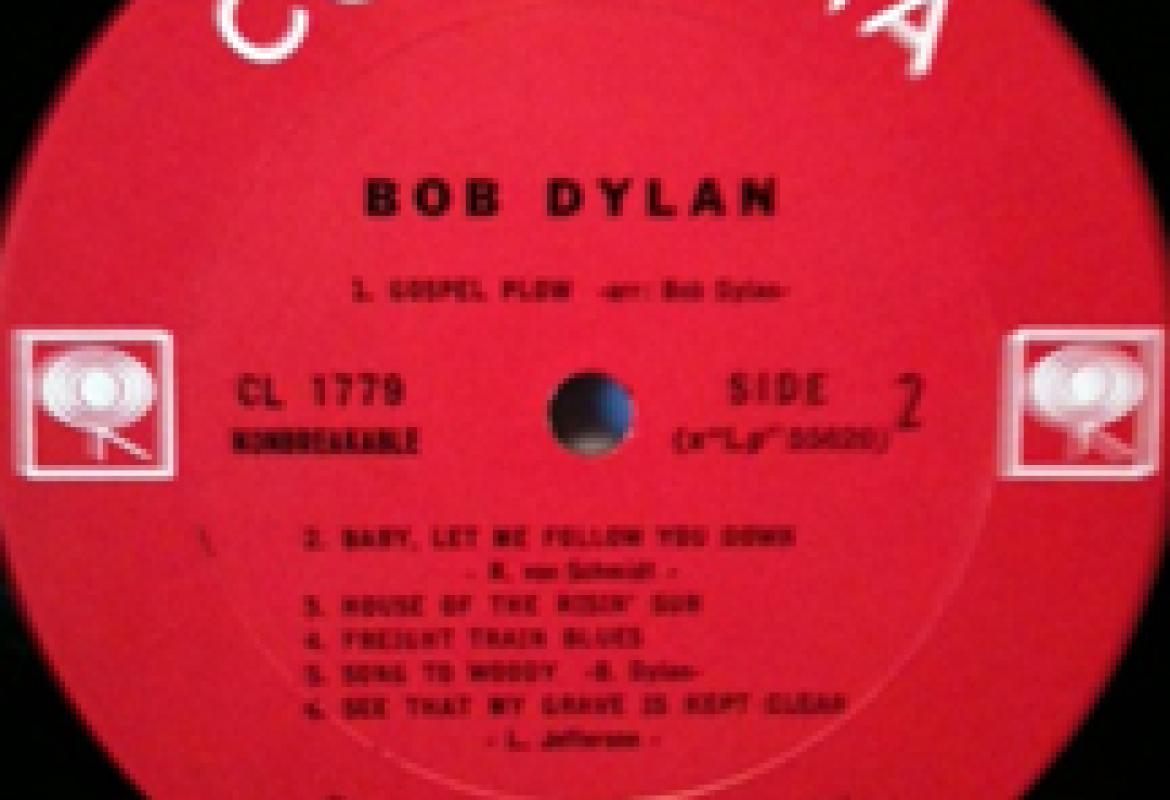 BOB DYLAN
1. GOSPEL PLOW -arr: Bob Dylan-
CL 1779
NONBREAKABLE
SIDE 2
(x"Lp" 55620)
2. BABY, LET ME FOLLOW YOU DOWN
- R. von Schmidt -
3. HOUSE OF THE RISIN' SUN
4. FREIGHT TRAIN BLUES
5. SONG TO WOODY -B. Dylan-
6. SEE THAT MY GRAVE IS KEPT CLEAN
- L. Jefferson -